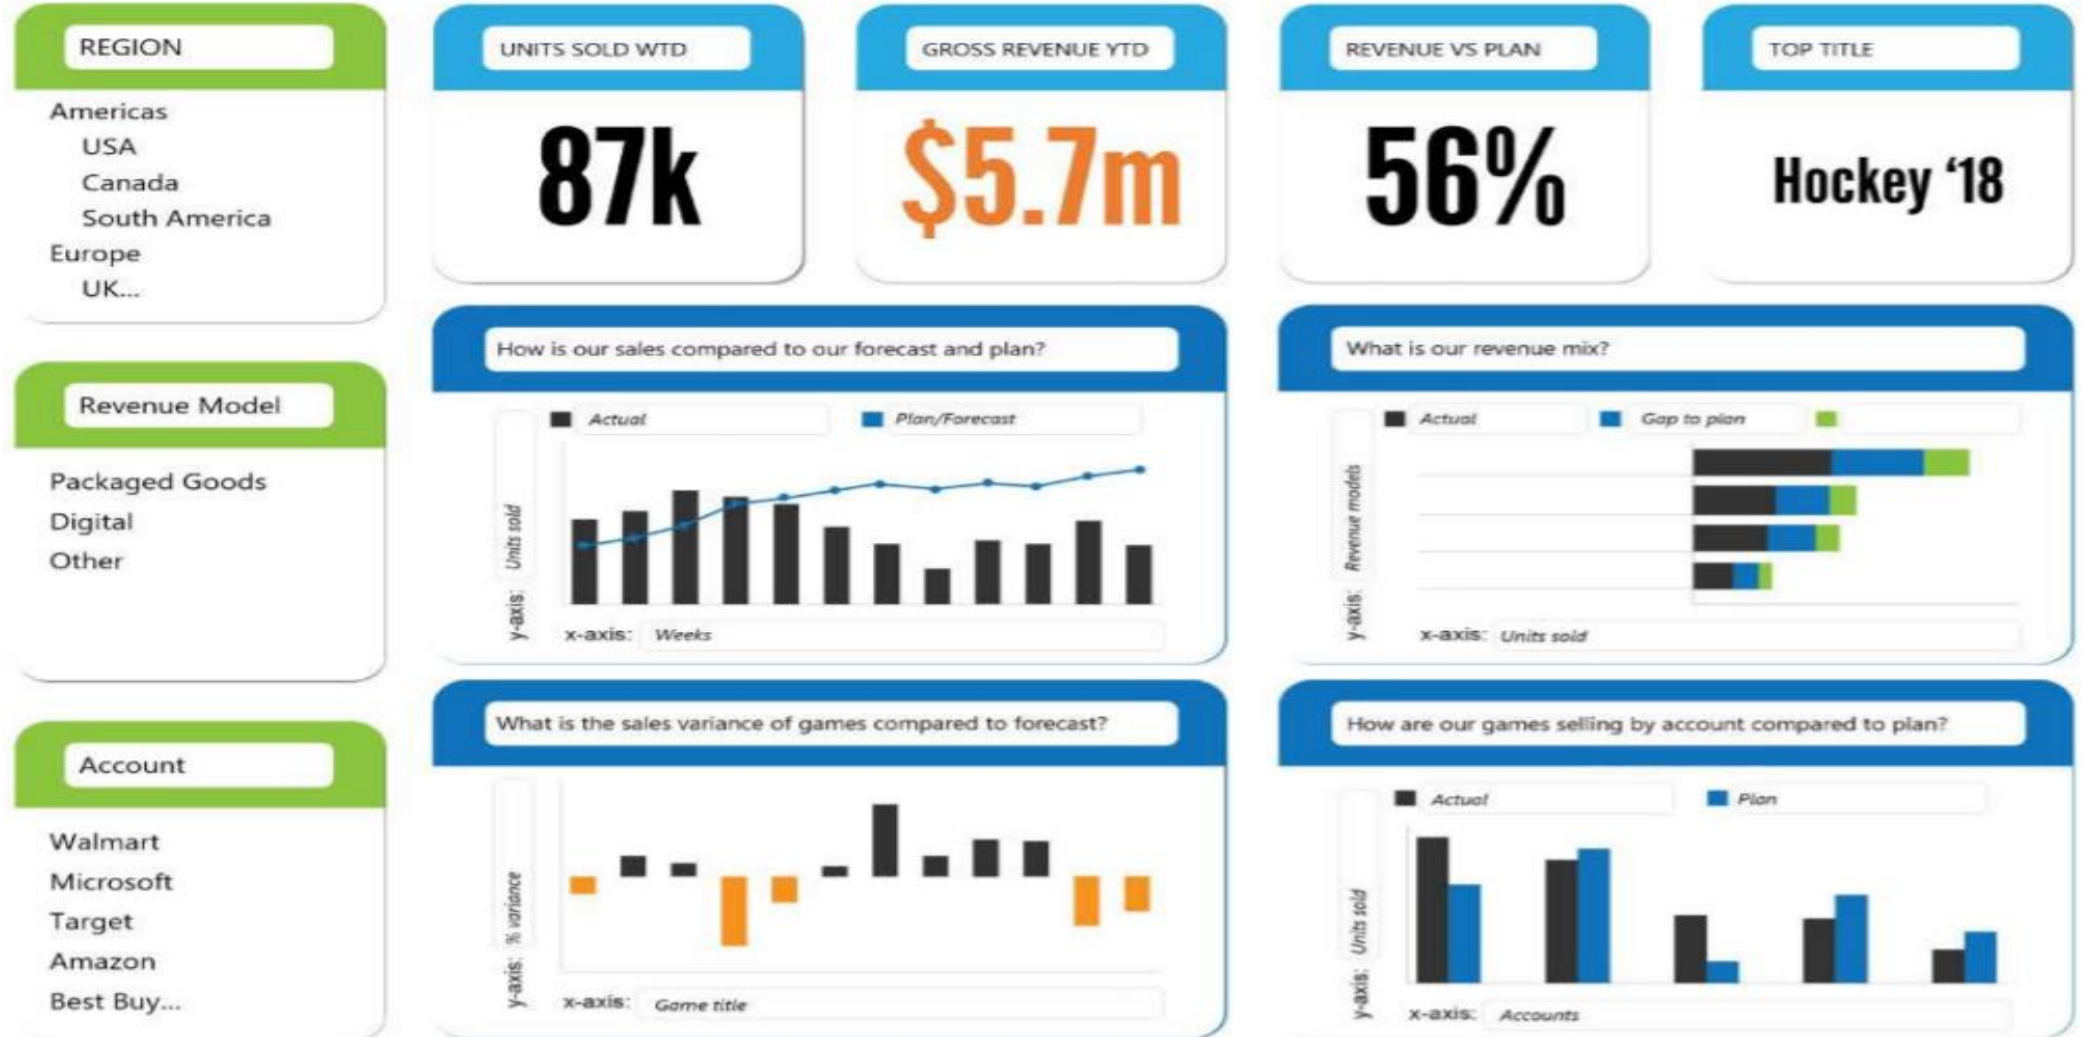 REGION
Americas
USA
Canada
South America
Europe
UK...
Revenue Model
Packaged Goods
Digital
Other
Account
Walmart
Microsoft
Target
Amazon
Best Buy...
UNITS SOLD WTD
87k
GROSS REVENUE YTD
$5.7m
REVENUE VS PLAN
56%
TOP TITLE
Hockey ‘18
How is our sales compared to our forecast and plan?
Actual
Plan/Forecast
y-axis: Units sold
x-axis: Weeks
What is our revenue mix?
Actual
Gap to plan
y-axis: Revenue models
x-axis: Units sold
What is the sales variance of games compared to forecast?
y-axis: % variance
x-axis: Game title
How are our games selling by account compared to plan?
Actual
Plan
y-axis: Units sold
x-axis: Accounts